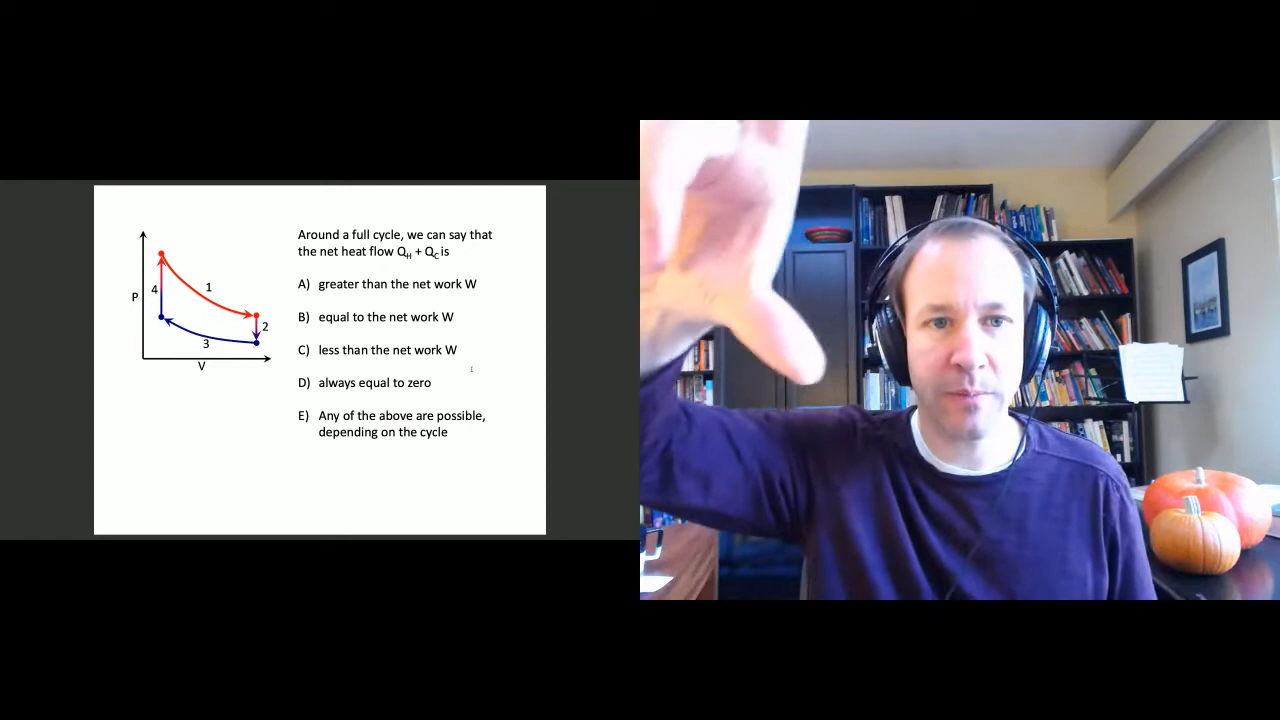 Around a full cycle, we can say that
the net heat flow QH + QC is
A) greater than the net work W
B) equal to the net work W
C) less than the net work W
D) always equal to zero
E) Any of the above are possible,
depending on the cycle
P
4
1
2
3
V